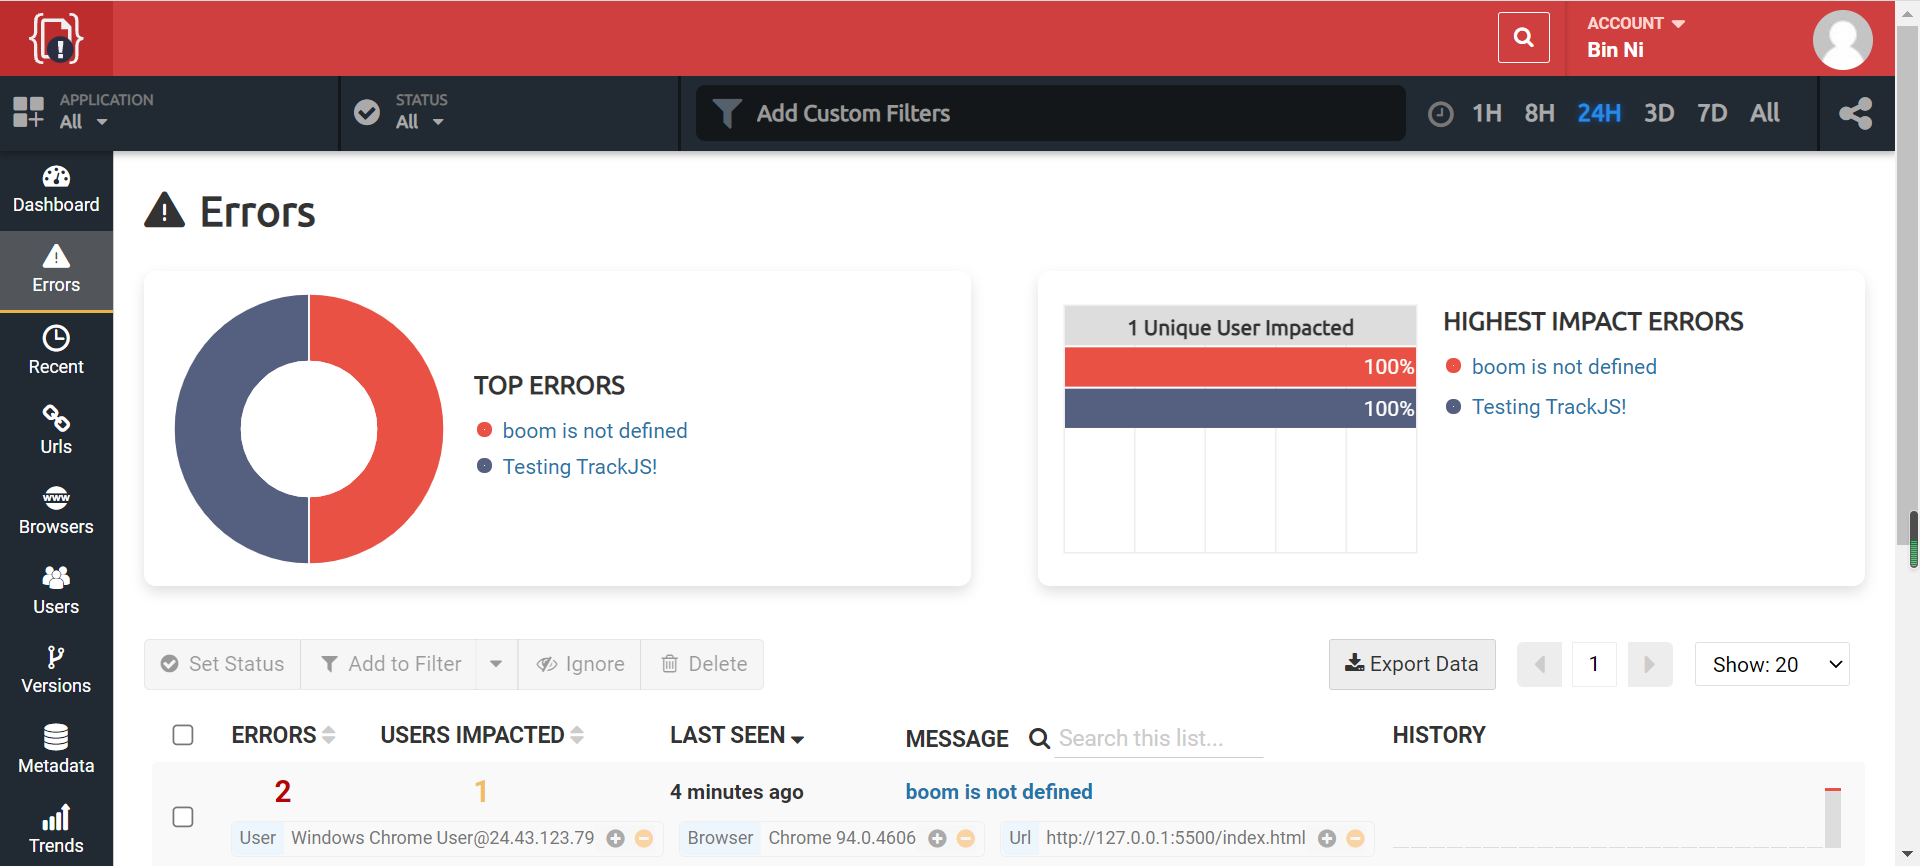 ACCOUNT
Bin Ni
APPLICATION
All
STATUS
All
Add Custom Filters
1H 8H 24H 3D 7D All
Dashboard
Errors
Recent
Urls
Browsers
Users
Versions
Metadata
Trends
Errors
TOP ERRORS
boom is not defined
Testing TrackJS!
1 Unique User Impacted
100%
100%
HIGHEST IMPACT ERRORS
boom is not defined
Testing TrackJS!
Set Status Add to Filter Ignore Delete
Export Data 1 Show: 20
ERRORS USERS IMPACTED LAST SEEN MESSAGE Search this list... HISTORY
2 1 4 minutes ago boom is not defined
User Windows Chrome User@24.43.123.79 Browser Chrome 94.0.4606 Url http://127.0.0.1:5500/index.html